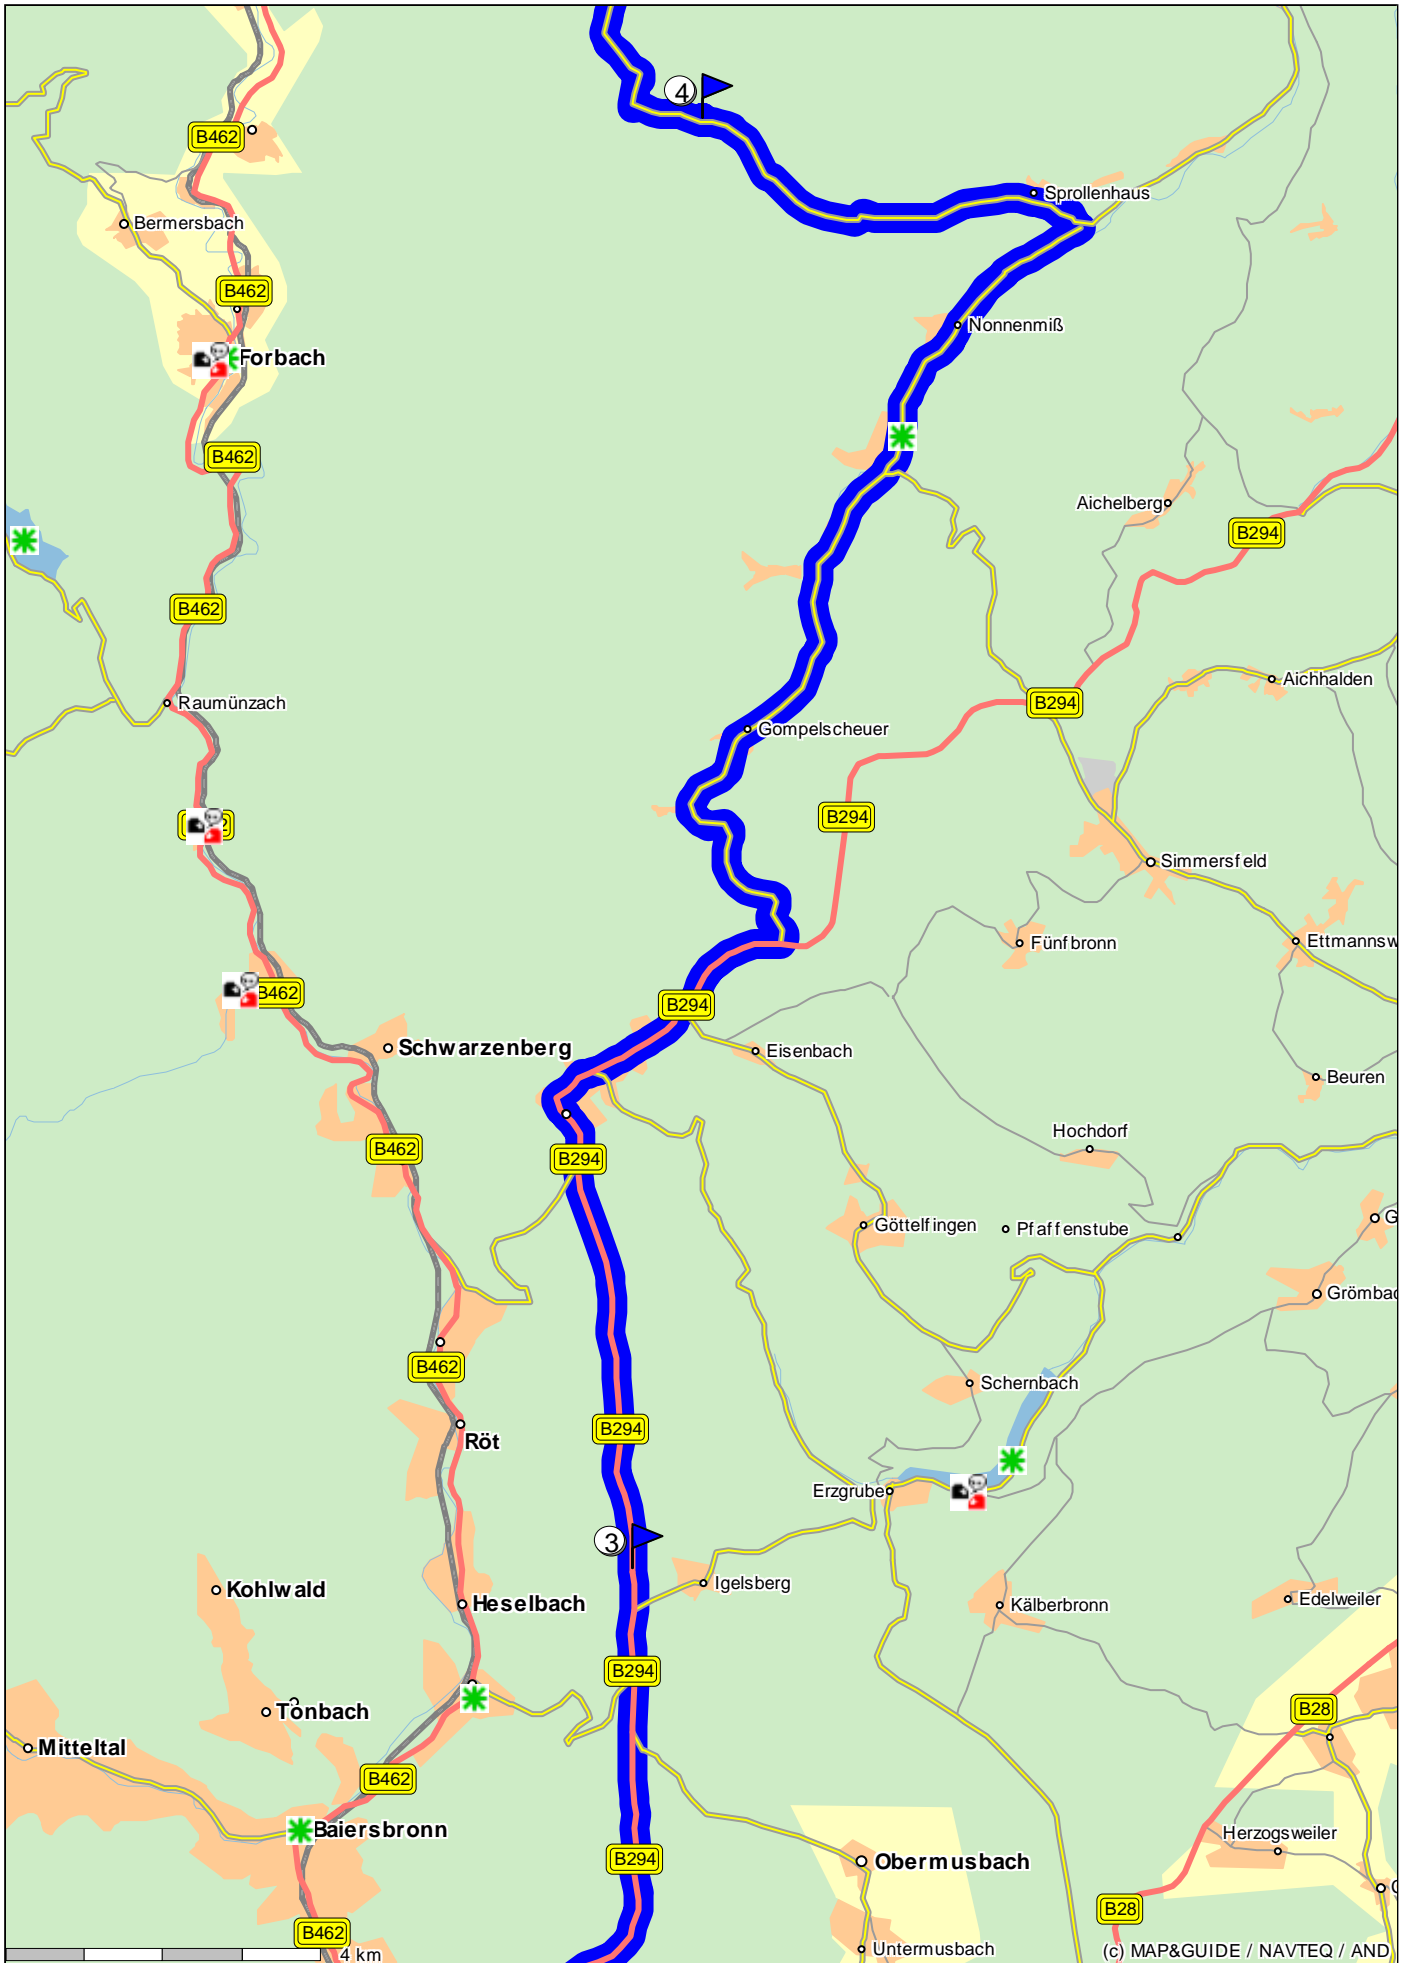 4
B462
Sprollenhaus
Bermersbach
B462
Nonnenmiß
Forbach
B462
Aichelberg
B294
B462
Aichhalden
Raumünzach
B294
Gompelscheuer
B294
2
Simmersfeld
Fünfbronn
Ettmannsw
B462
B294
Schwarzenberg
Eisenbach
Beuren
Hochdorf
B462
B294
G
Göttelfingen
Pfaffenstube
Grömbac
B462
Schernbach
B294
Röt
Erzgrube
3
Igelsberg
Kohlwald
Edelweiler
Heselbach
Kälberbronn
B294
B28
Tonbach
Mitteltal
B462
Baiersbronn
Herzogsweiler
B294
Obermusbach
B28
B462
Untermusbach
4 km
(c) MAP&GUIDE / NAVTEQ / AND